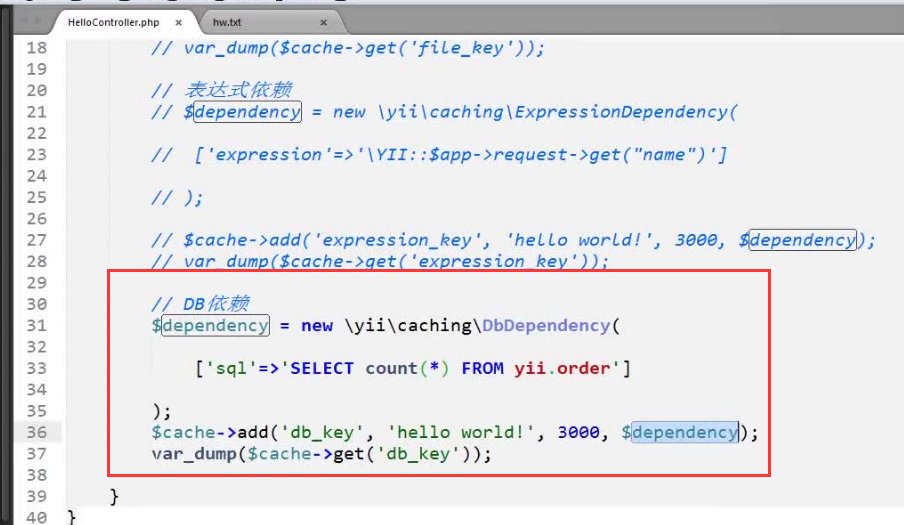 HelloController.php × hw.txt ×
18 // var_dump($cache->get('file_key'));
19
20 // 表达式依赖
21 // $dependency = new \yii\caching\ExpressionDependency(
22
23 // ['expression'=>'\YII::$app->request->get("name")']
24
25 // );
26
27 // $cache->add('expression_key', 'hello world!', 3000, $dependency);
28 // var_dump($cache->get('expression_key'));
29
30 // DB依赖
31 $dependency = new \yii\caching\DbDependency(
32
33 ['sql'=>'SELECT count(*) FROM yii.order']
34
35 );
36 $cache->add('db_key', 'hello world!', 3000, $dependency);
37 var_dump($cache->get('db_key'));
38
39 }
40 }